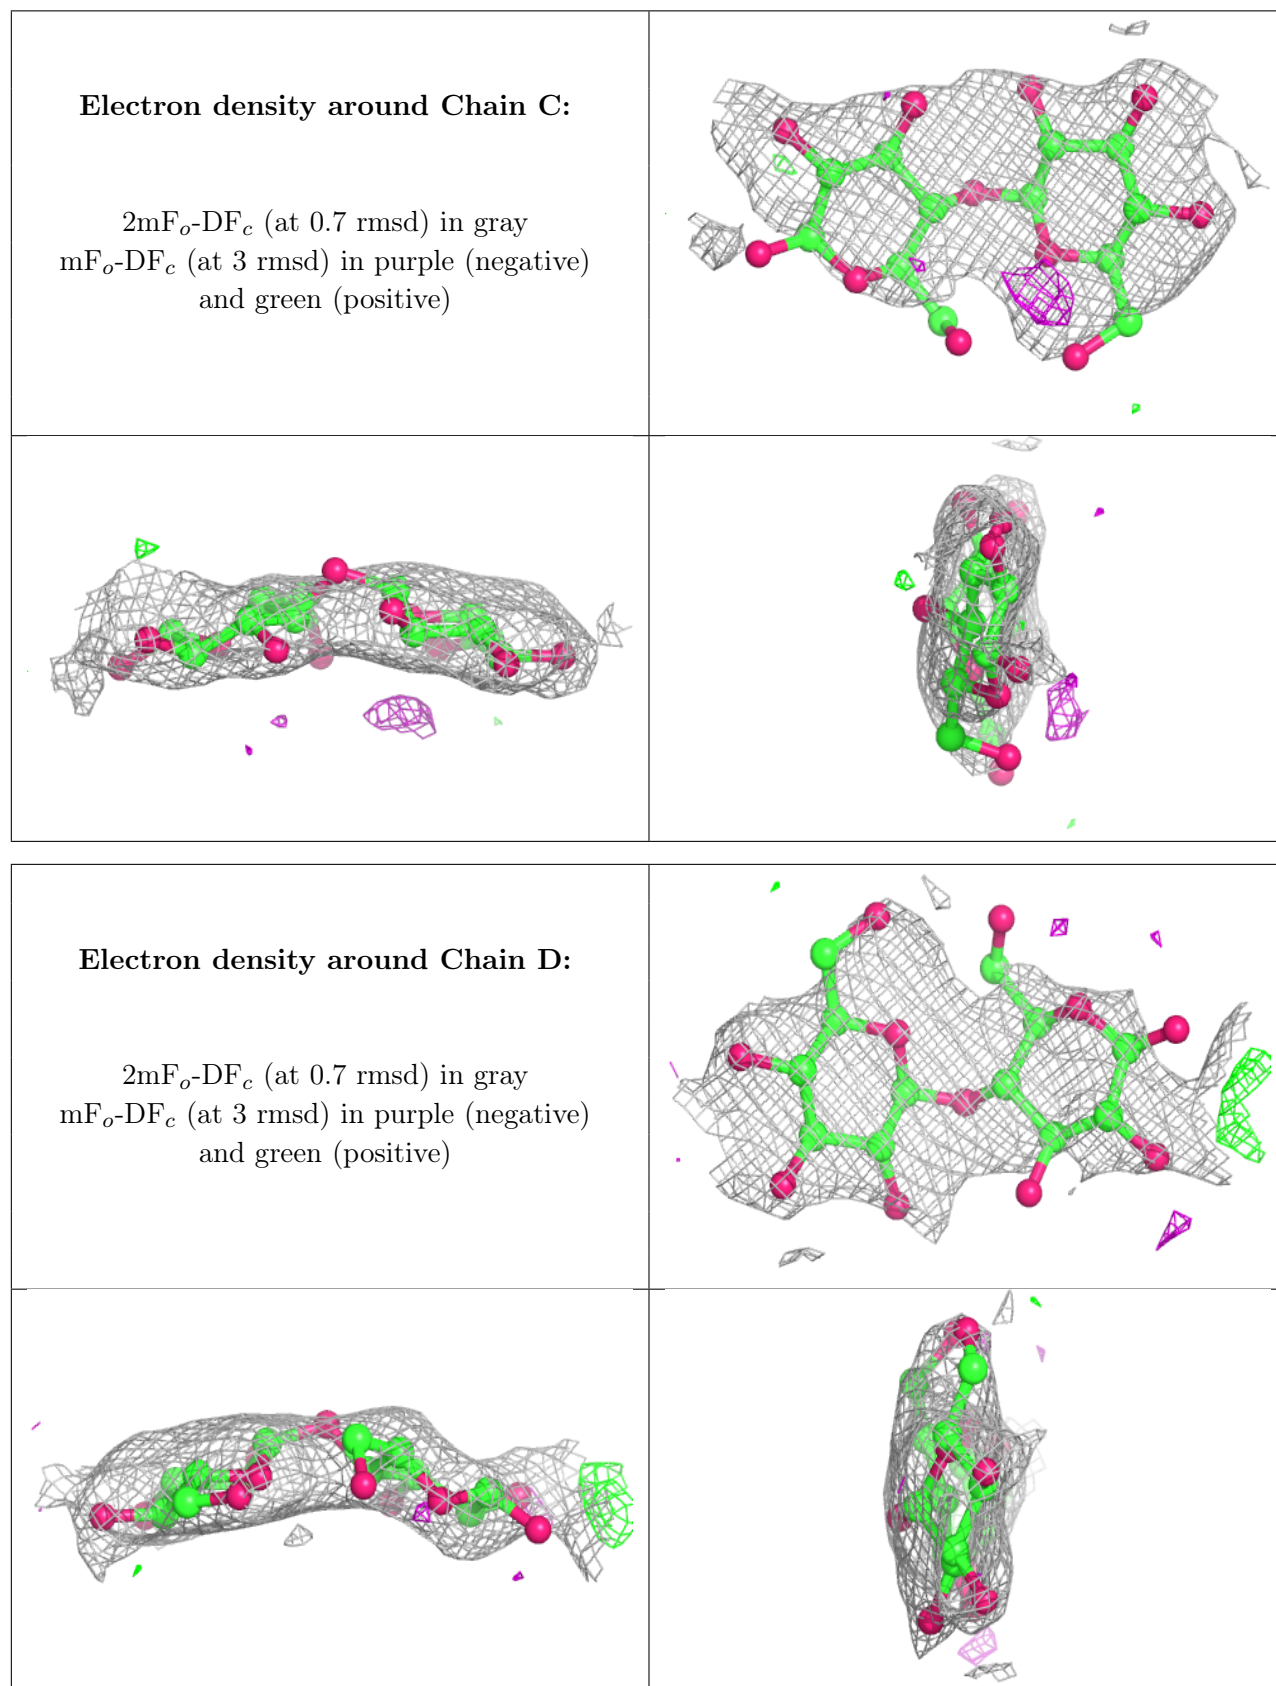 Electron density around Chain C:
2mFₒ-DF𝒸 (at 0.7 rmsd) in gray
mFₒ-DF𝒸 (at 3 rmsd) in purple (negative)
and green (positive)
Electron density around Chain D:
2mFₒ-DF𝒸 (at 0.7 rmsd) in gray
mFₒ-DF𝒸 (at 3 rmsd) in purple (negative)
and green (positive)